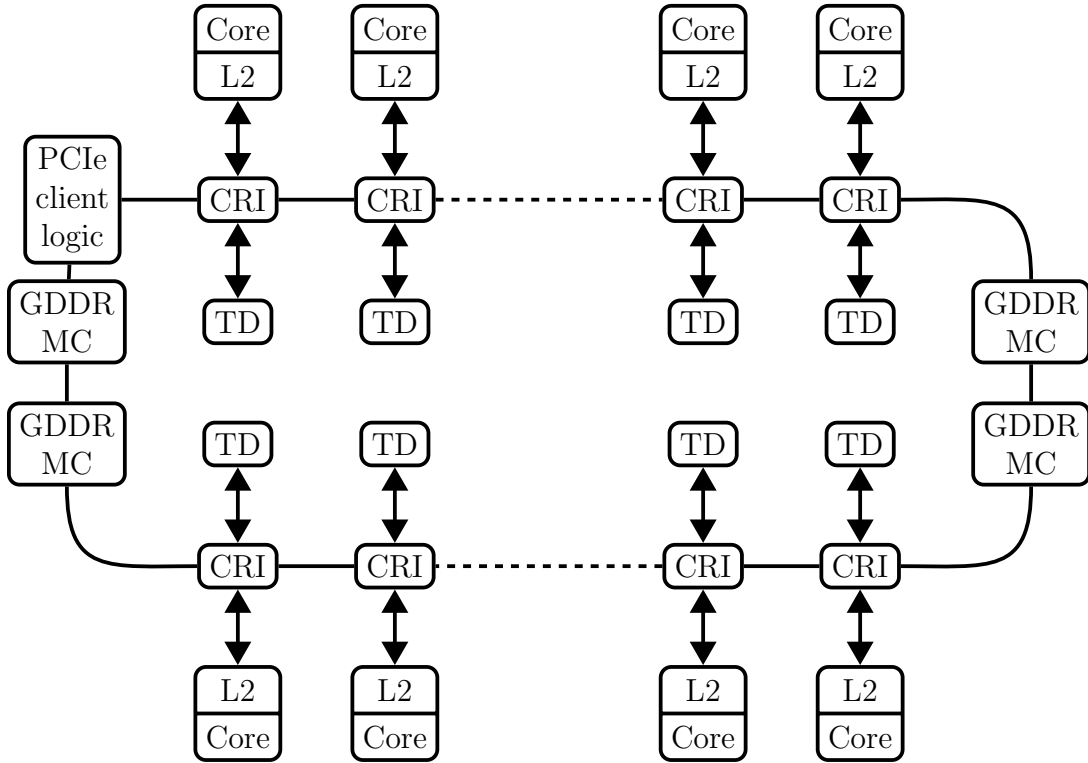 Core Core Core Core
L2 L2 L2 L2
PCIe
client
logic
CRI CRI CRI CRI
GDDR
MC
TD TD TD TD
GDDR
MC
GDDR
MC
TD TD TD TD
GDDR
MC
CRI CRI CRI CRI
L2 L2 L2 L2
Core Core Core Core